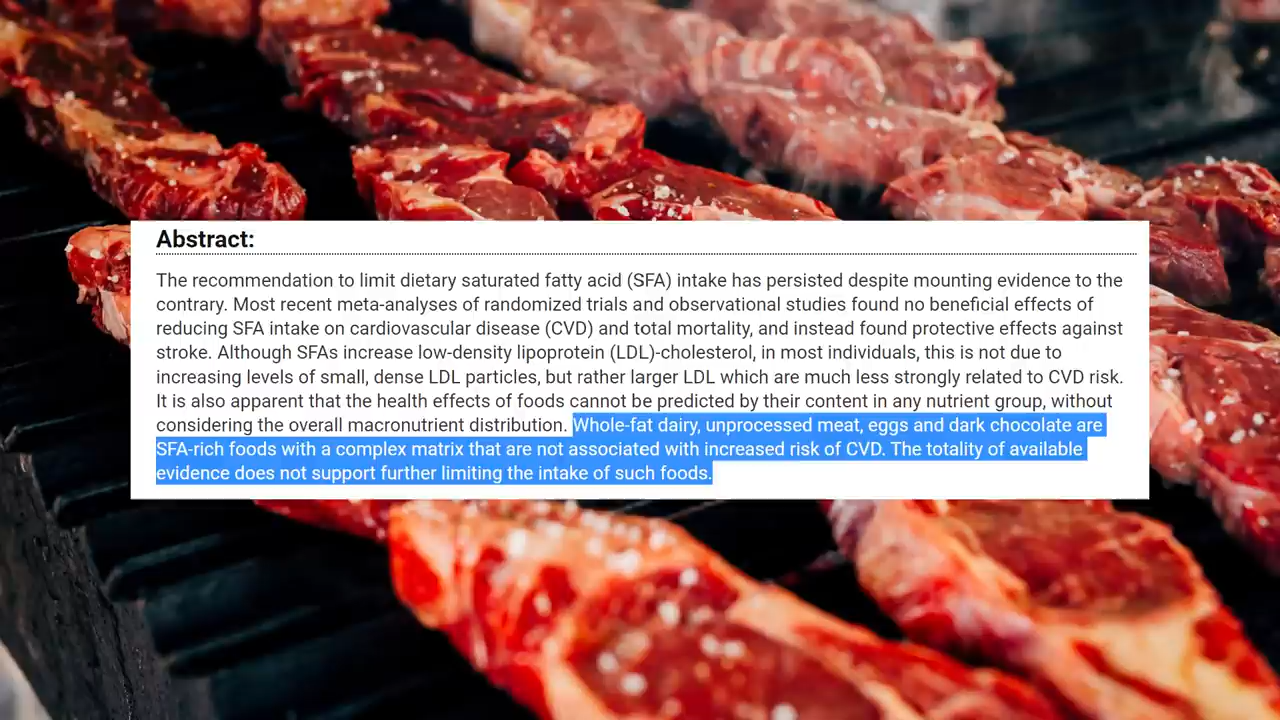 Abstract:
The recommendation to limit dietary saturated fatty acid (SFA) intake has persisted despite mounting evidence to the
contrary. Most recent meta-analyses of randomized trials and observational studies found no beneficial effects of
reducing SFA intake on cardiovascular disease (CVD) and total mortality, and instead found protective effects against
stroke. Although SFAs increase low-density lipoprotein (LDL)-cholesterol, in most individuals, this is not due to
increasing levels of small, dense LDL particles, but rather larger LDL which are much less strongly related to CVD risk.
It is also apparent that the health effects of foods cannot be predicted by their content in any nutrient group, without
considering the overall macronutrient distribution. Whole-fat dairy, unprocessed meat, eggs and dark chocolate are
SFA-rich foods with a complex matrix that are not associated with increased risk of CVD. The totality of available
evidence does not support further limiting the intake of such foods.